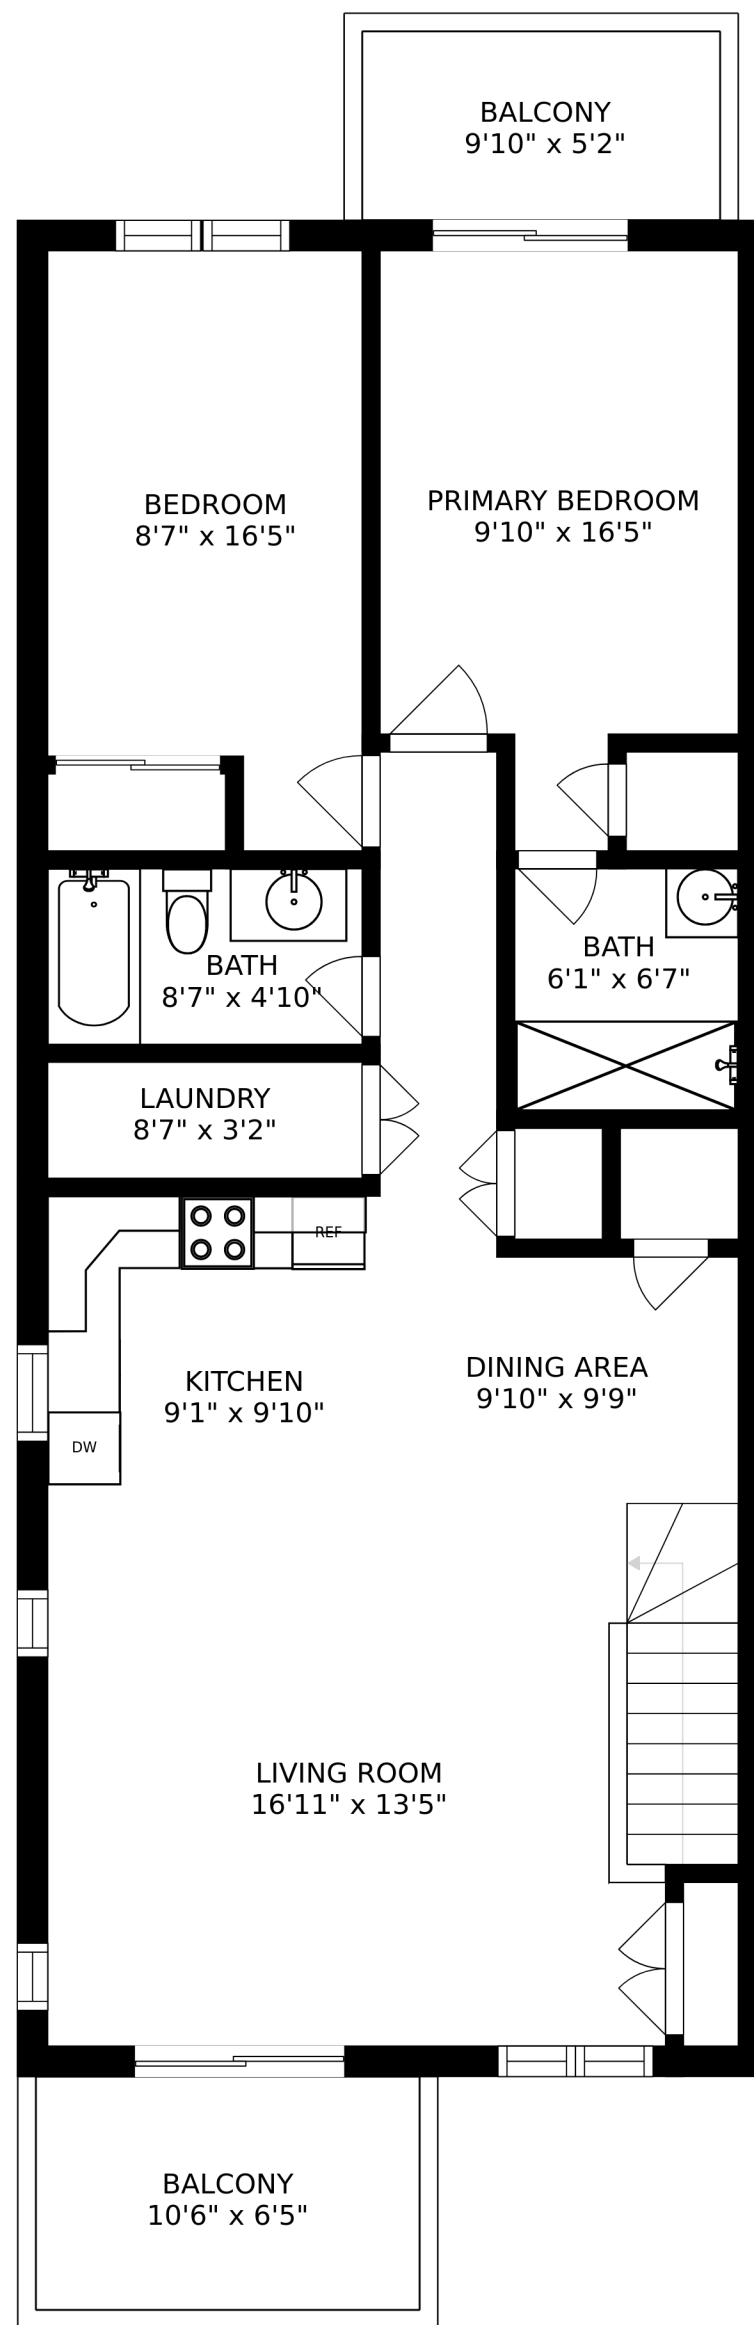 BALCONY
9'10" x 5'2"
BEDROOM
8'7" x 16'5"
PRIMARY BEDROOM
9'10" x 16'5"
BATH
8'7" x 4'10"
BATH
6'1" x 6'7"
LAUNDRY
8'7" x 3'2"
REF
KITCHEN
9'1" x 9'10"
DINING AREA
9'10" x 9'9"
DW
LIVING ROOM
16'11" x 13'5"
BALCONY
10'6" x 6'5"